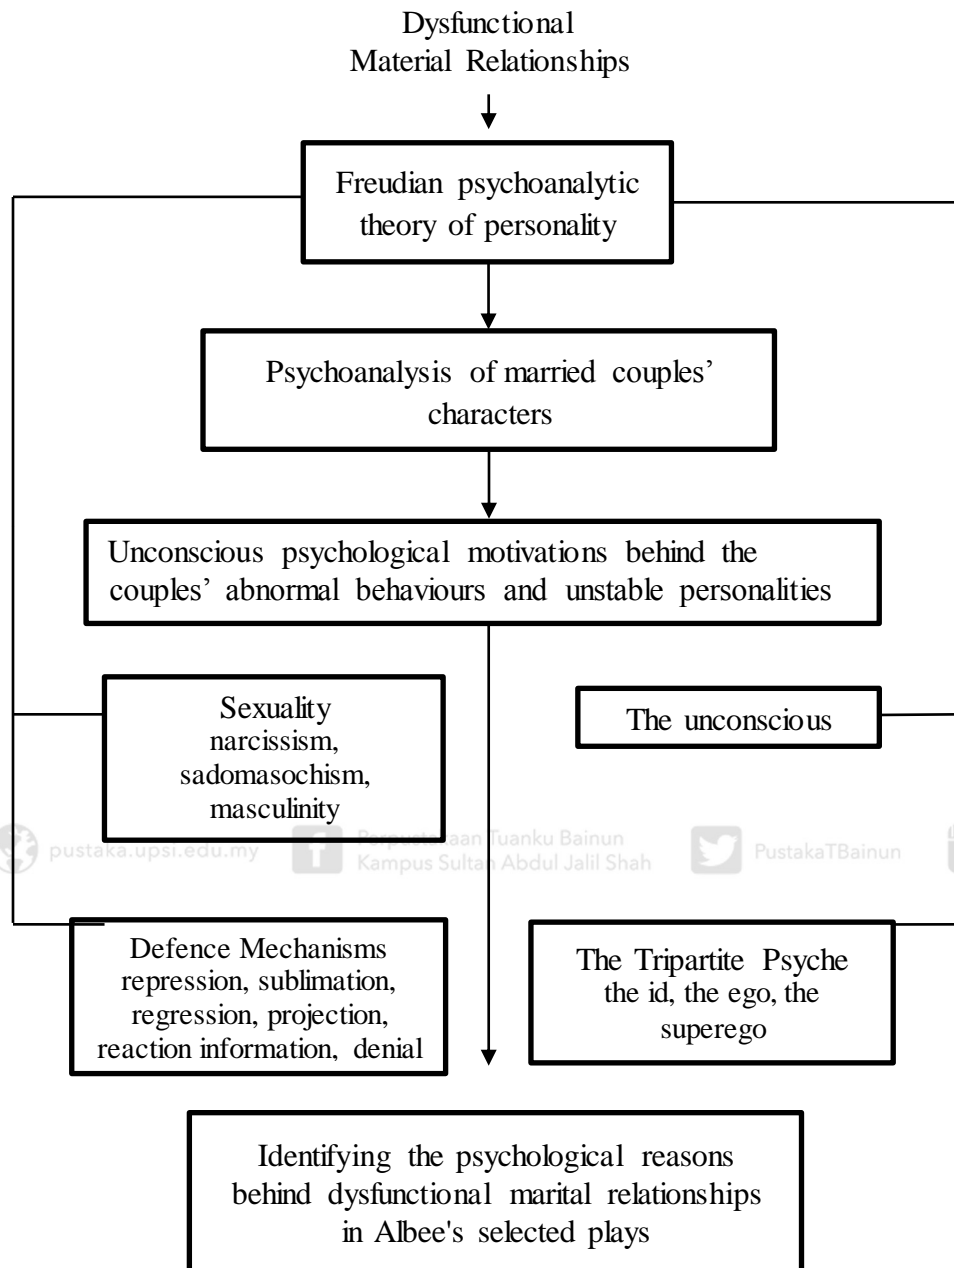 Dysfunctional
Material Relationships
Freudian psychoanalytic
theory of personality
Psychoanalysis of married couples’
characters
Unconscious psychological motivations behind the
couples’ abnormal behaviours and unstable personalities
Sexuality
narcissism,
sadomasochism,
masculinity
The unconscious
pustaka.upsi.edu.my
Perpustakaan Tuanku Bainun
Kampus Sultan Abdul Jalil Shah
PustakaTBainun
Defence Mechanisms
repression, sublimation,
regression, projection,
reaction information, denial
The Tripartite Psyche
the id, the ego, the
superego
Identifying the psychological reasons
behind dysfunctional marital relationships
in Albee's selected plays